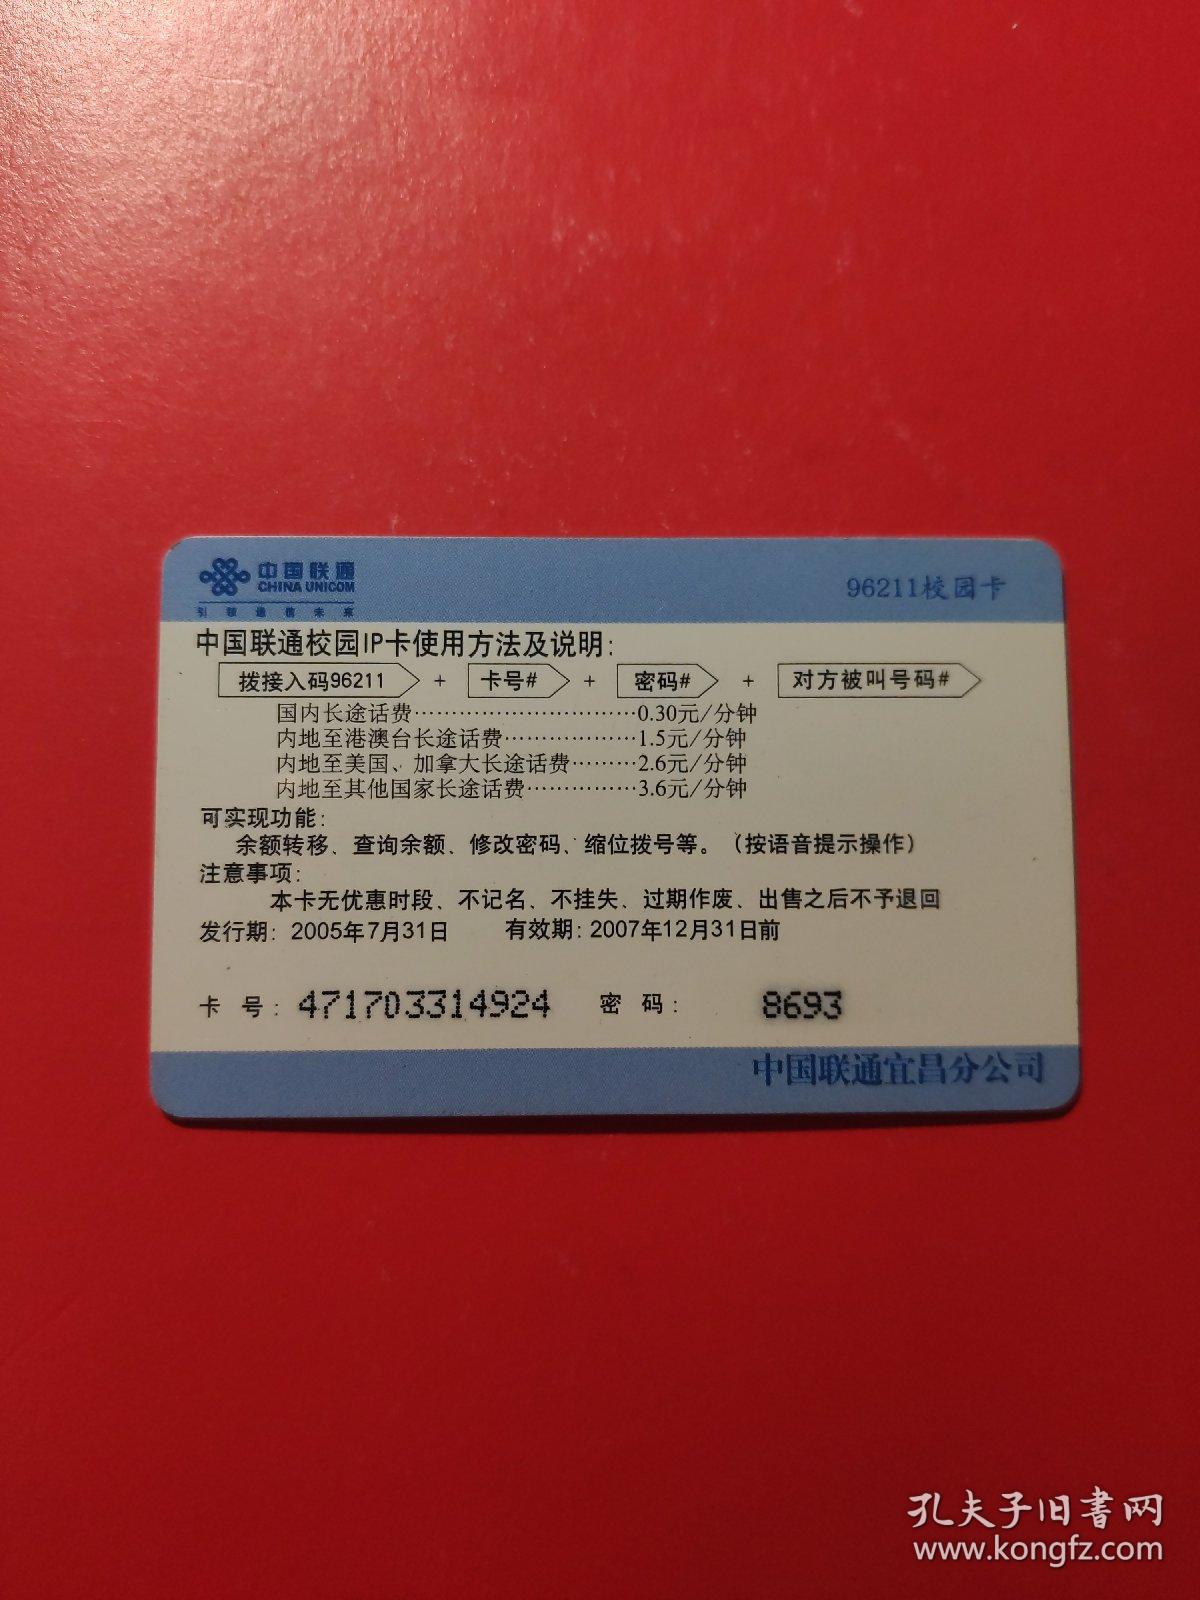 中国联通
CHINA UNICOM
引领通信未来
96211校园卡
中国联通校园IP卡使用方法及说明:
拨接入码96211 + 卡号# + 密码# + 对方被叫号码#
国内长途话费······························0.30元/分钟
内地至港澳台长途话费··················1.5元/分钟
内地至美国、加拿大长途话费·········2.6元/分钟
内地至其他国家长途话费···············3.6元/分钟
可实现功能:
余额转移、查询余额、修改密码、缩位拨号等。(按语音提示操作)
注意事项:
本卡无优惠时段、不记名、不挂失、过期作废、出售之后不予退回
发行期: 2005年7月31日 有效期: 2007年12月31日前
卡 号: 471703314924 密 码: 8693
中国联通宜昌分公司
孔夫子旧书网
www.kongfz.com